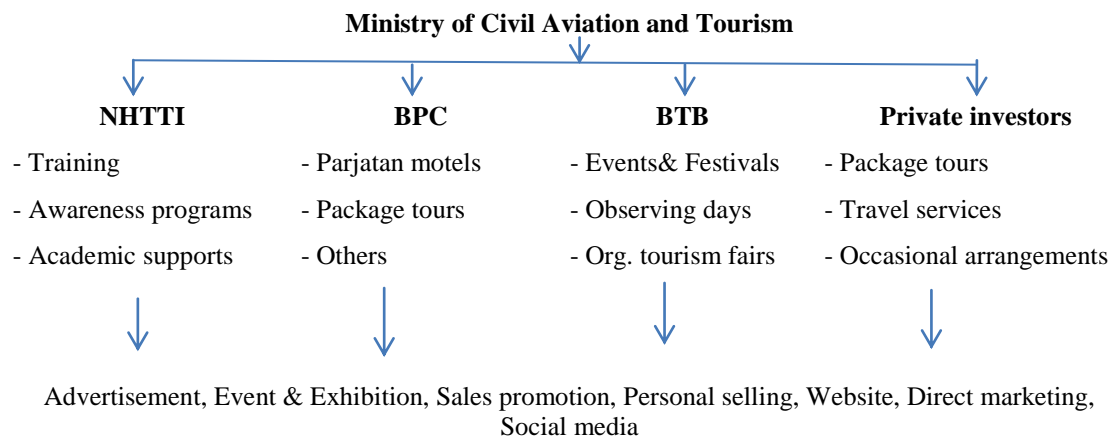 Ministry of Civil Aviation and Tourism
NHTTI BPC BTB Private investors
- Training - Parjatan motels - Events& Festivals - Package tours
- Awareness programs - Package tours - Observing days - Travel services
- Academic supports - Others - Org. tourism fairs - Occasional arrangements
Advertisement, Event & Exhibition, Sales promotion, Personal selling, Website, Direct marketing,
Social media